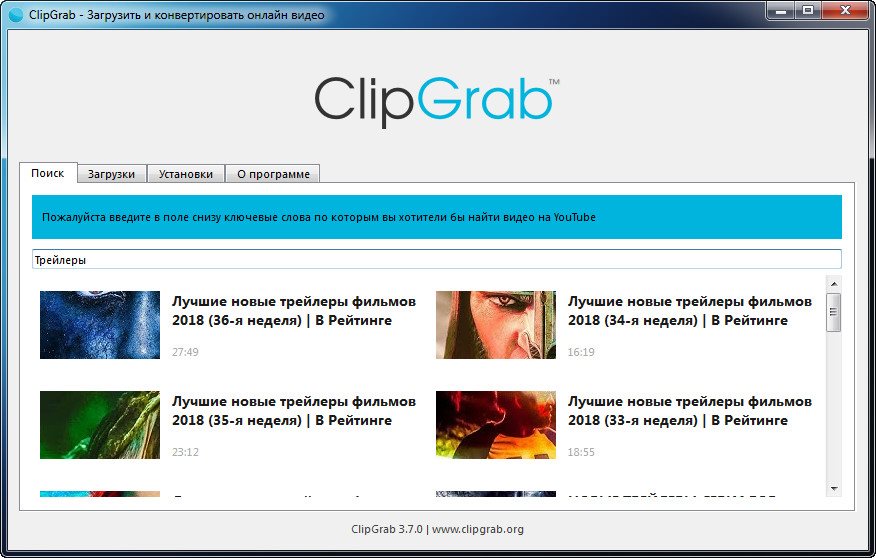 ClipGrab - Загрузить и конвертировать онлайн видео
ClipGrab™
Поиск
Загрузки
Установки
О программе
Пожалуйста введите в поле снизу ключевые слова по которым вы хотители бы найти видео на YouTube
Трейлеры
Лучшие новые трейлеры фильмов
2018 (36-я неделя) | В Рейтинге
27:49
Лучшие новые трейлеры фильмов
2018 (34-я неделя) | В Рейтинге
16:19
Лучшие новые трейлеры фильмов
2018 (35-я неделя) | В Рейтинге
23:12
Лучшие новые трейлеры фильмов
2018 (33-я неделя) | В Рейтинге
18:55
ClipGrab 3.7.0 | www.clipgrab.org